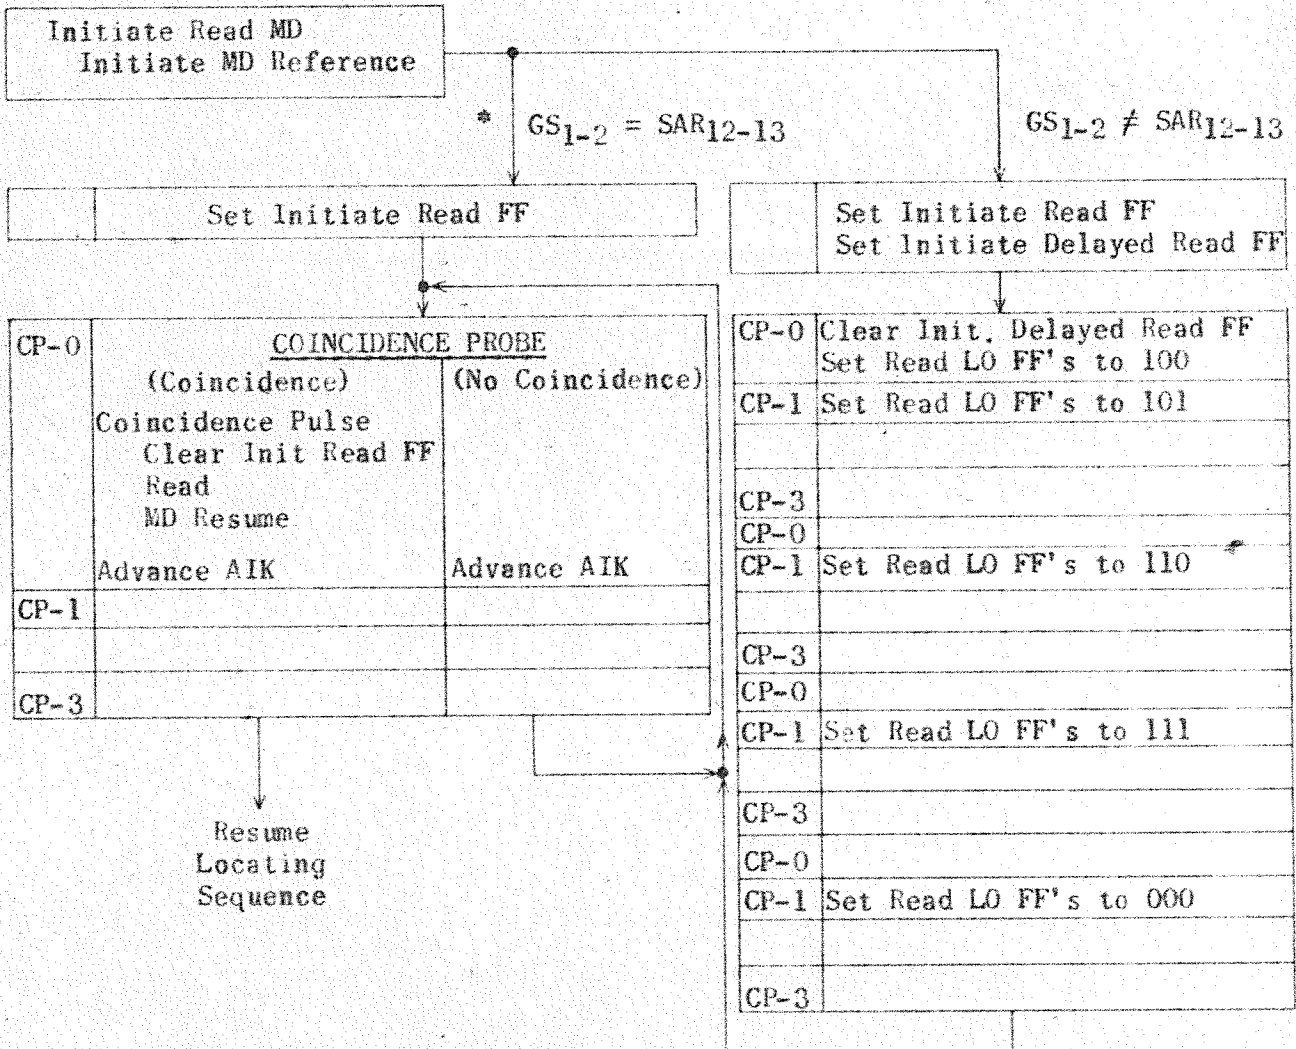 Initiate Read MD
Initiate MD Reference
* GS1-2 = SAR12-13
GS1-2 ≠ SAR12-13
Set Initiate Read FF
Set Initiate Read FF
Set Initiate Delayed Read FF
CP-0 COINCIDENCE PROBE
(Coincidence) (No Coincidence)
Coincidence Pulse
Clear Init Read FF
Read
MD Resume
Advance AIK Advance AIK
CP-1
CP-3
Resume
Locating
Sequence
CP-0 Clear Init. Delayed Read FF
Set Read LO FF's to 100
CP-1 Set Read LO FF's to 101
CP-3
CP-0
CP-1 Set Read LO FF's to 110
CP-3
CP-0
CP-1 Set Read LO FF's to 111
CP-3
CP-0
CP-1 Set Read LO FF's to 000
CP-3